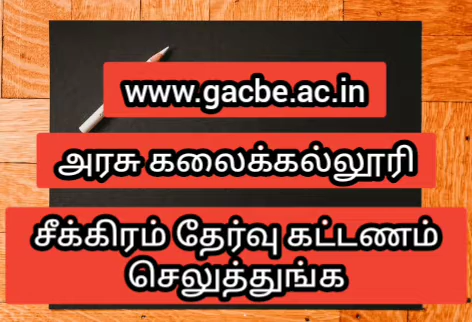 www.gacbe.ac.in
அரசு கலைக்கல்லூரி
சீக்கிரம் தேர்வு கட்டணம்
செலுத்துங்க